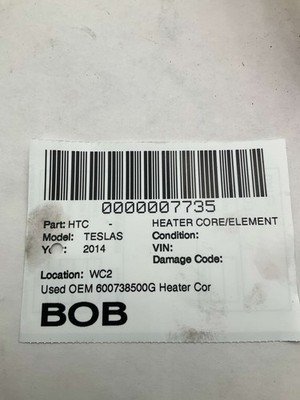 0000007735
Part: HTC - HEATER CORE/ELEMENT
Model: TESLAS Condition:
2014 VIN:
Damage Code:
Location: WC2
Used OEM 600738500G Heater Cor
BOB